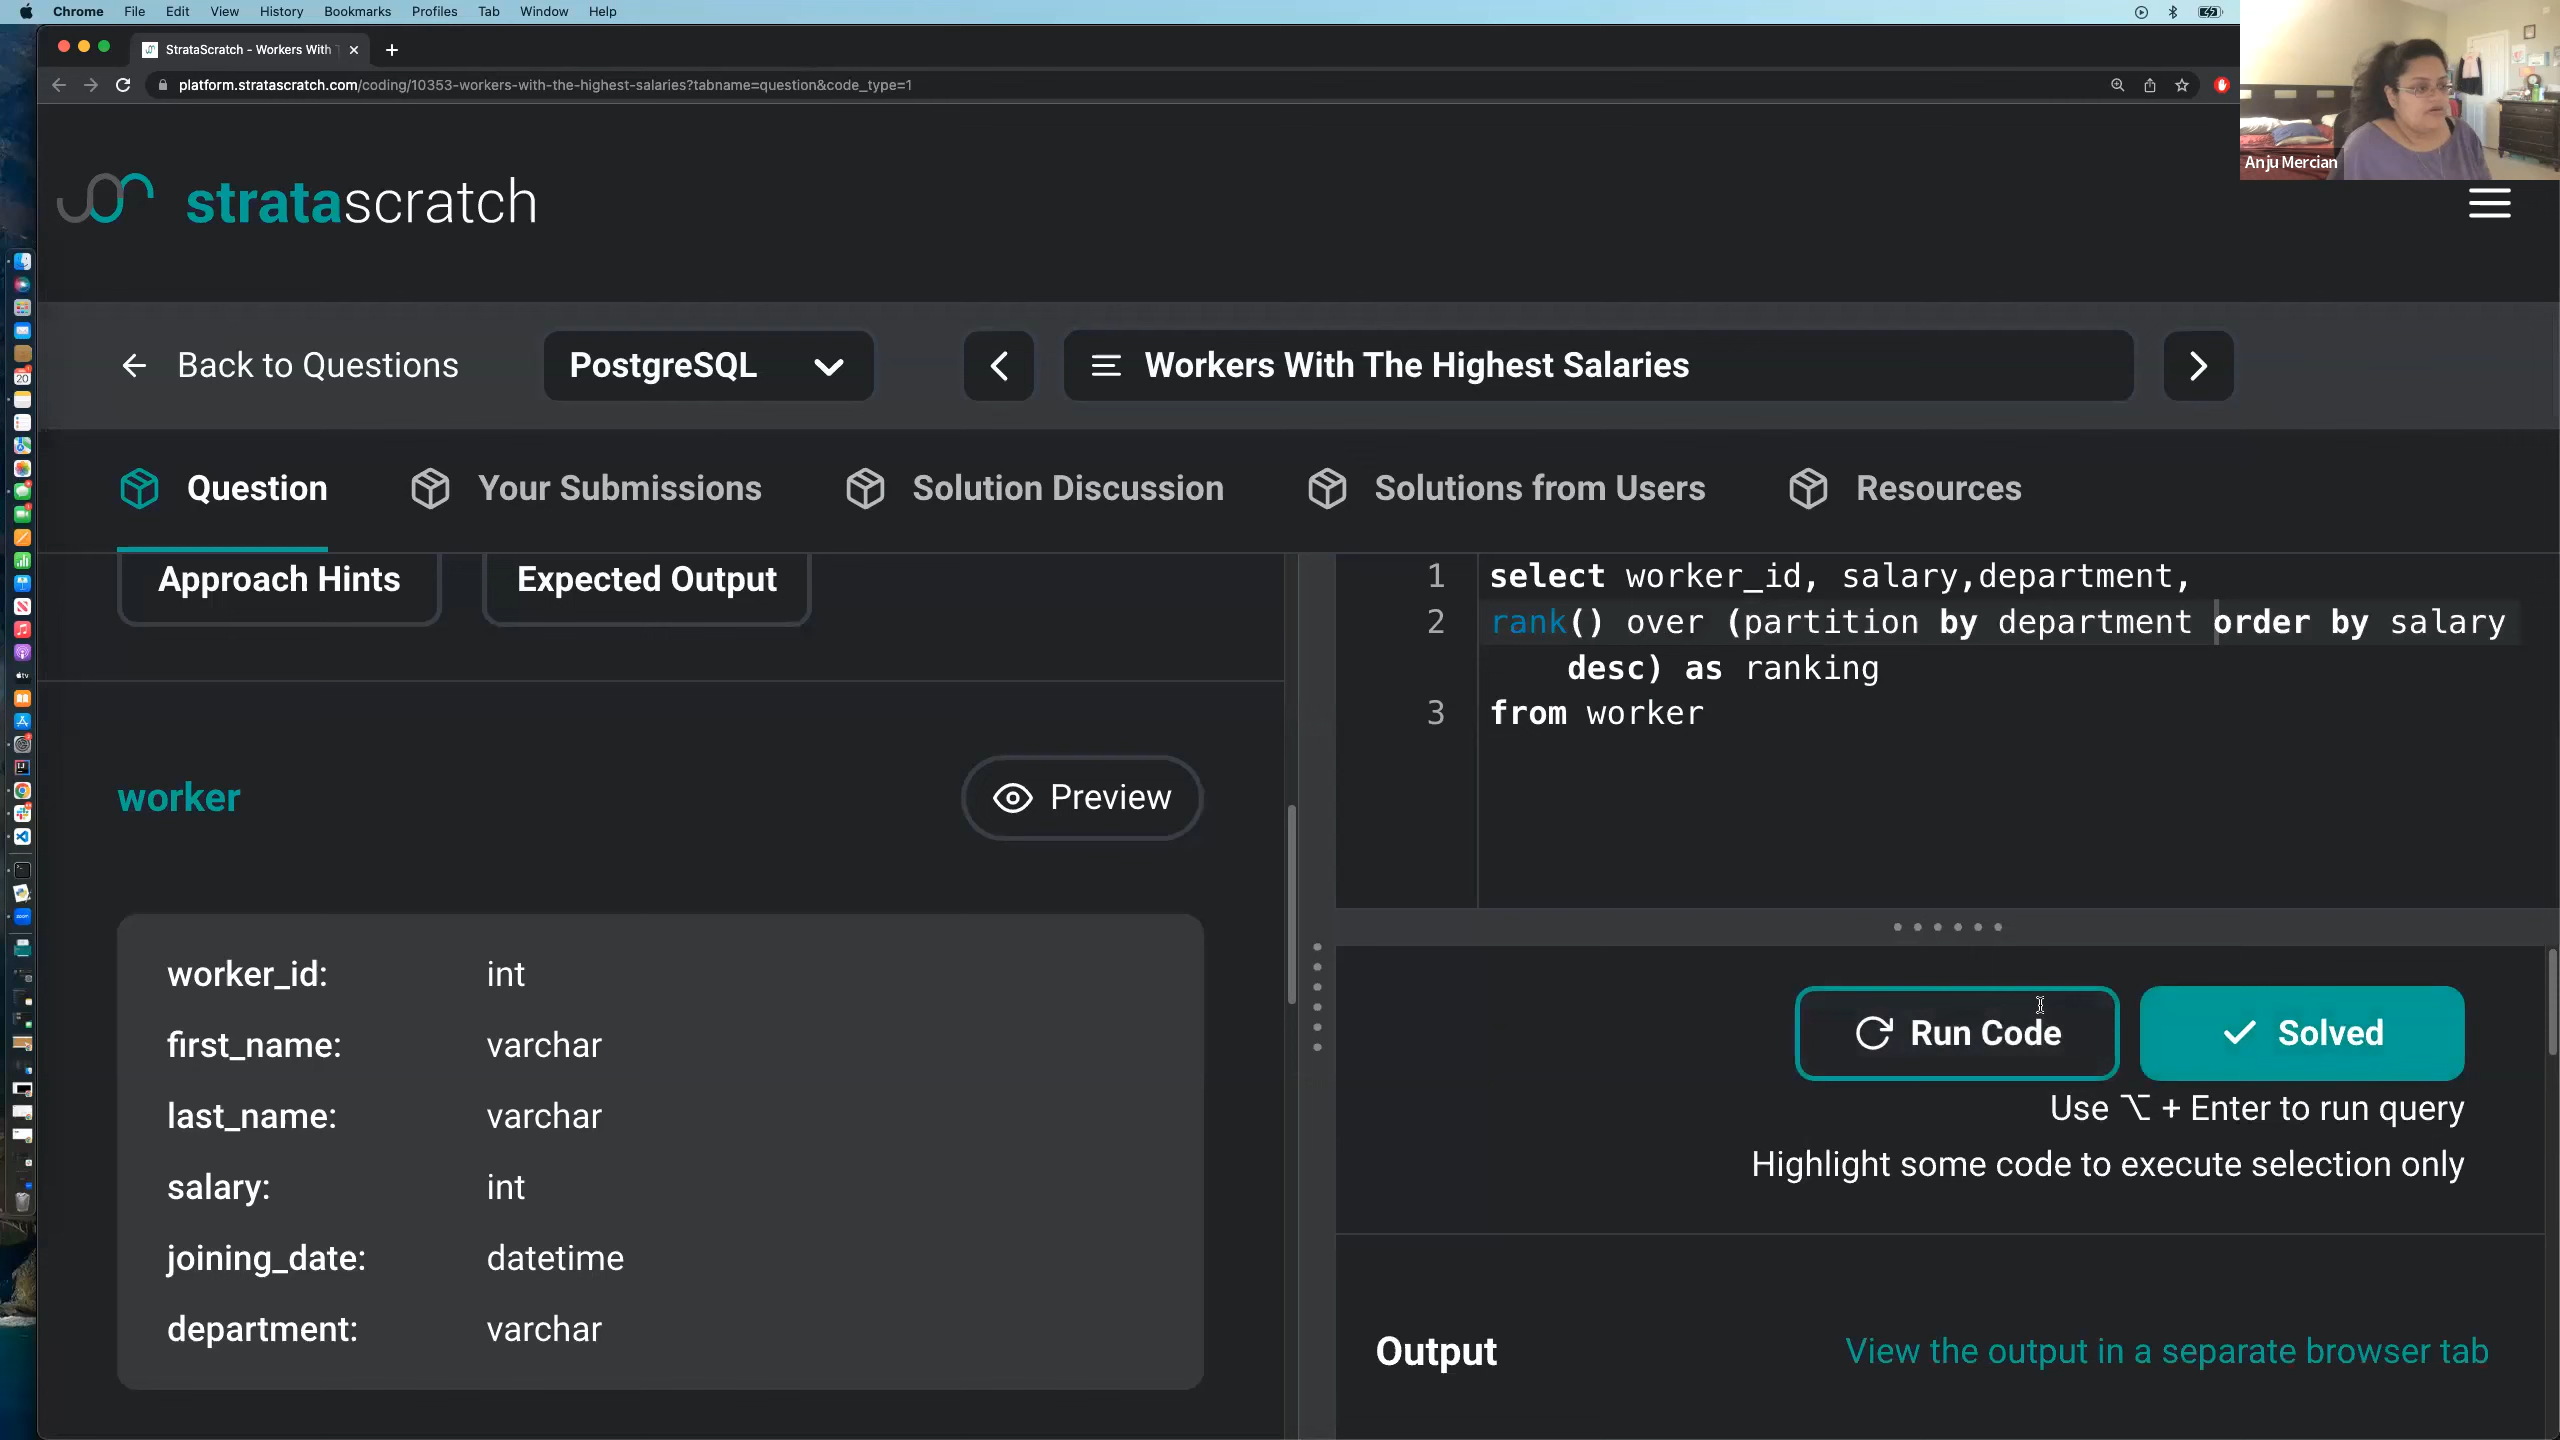 Chrome File Edit View History Bookmarks Profiles Tab Window Help
StrataScratch - Workers With T
platform.stratascratch.com/coding/10353-workers-with-the-highest-salaries?tabname=question&code_type=1
Anju Mercian
stratascratch
Back to Questions
PostgreSQL
Workers With The Highest Salaries
Question
Your Submissions
Solution Discussion
Solutions from Users
Resources
Approach Hints
Expected Output
worker
Preview
worker_id: int
first_name: varchar
last_name: varchar
salary: int
joining_date: datetime
department: varchar
1 select worker_id, salary,department,
2 rank() over (partition by department order by salary
desc) as ranking
3 from worker
Run Code
Solved
Use ⌥ + Enter to run query
Highlight some code to execute selection only
Output
View the output in a separate browser tab